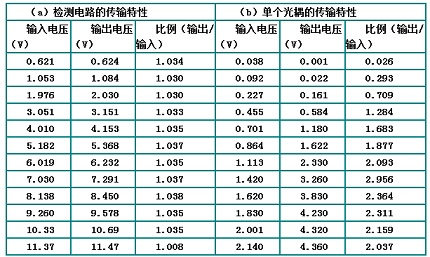 （a）检测电路的传输特性 （b）单个光耦的传输特性
输入电压（V） 输出电压（V） 比例（输出/输入） 输入电压（V） 输出电压（V） 比例（输出/输入）
0.621 0.624 1.034 0.038 0.001 0.026
1.053 1.084 1.030 0.092 0.022 0.293
1.976 2.030 1.030 0.227 0.161 0.709
3.051 3.151 1.033 0.455 0.584 1.284
4.010 4.153 1.035 0.701 1.180 1.683
5.182 5.368 1.037 0.864 1.622 1.877
6.019 6.232 1.035 1.113 2.330 2.093
7.030 7.291 1.037 1.420 3.260 2.956
8.138 8.450 1.038 1.620 3.830 2.364
9.260 9.578 1.035 1.830 4.230 2.311
10.33 10.69 1.035 2.001 4.320 2.159
11.37 11.47 1.008 2.140 4.360 2.037